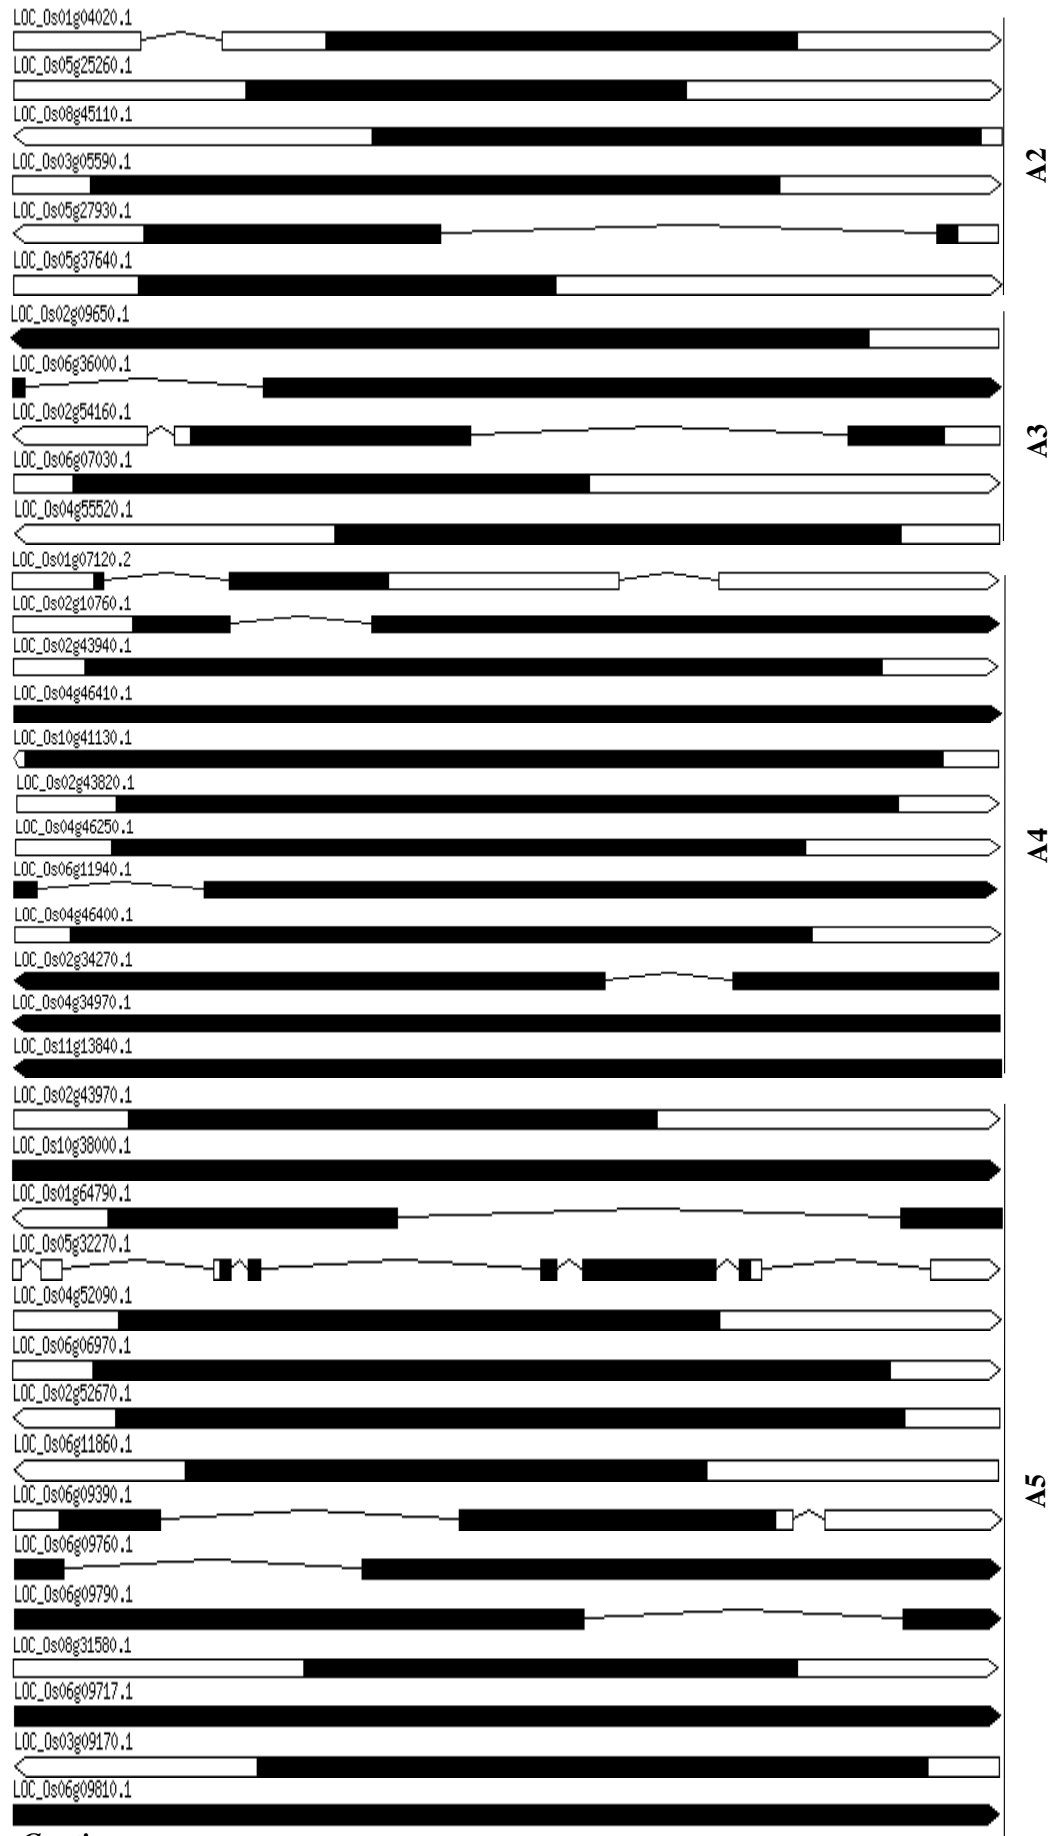 LOC_Os01g04020.1
LOC_Os05g25260.1
LOC_Os08g45110.1
LOC_Os03g05590.1
LOC_Os05g27930.1
LOC_Os05g37640.1
A2
LOC_Os02g09650.1
LOC_Os06g36000.1
LOC_Os02g54160.1
LOC_Os06g07030.1
LOC_Os04g55520.1
A3
LOC_Os01g07120.2
LOC_Os02g10760.1
LOC_Os02g43940.1
LOC_Os04g46410.1
LOC_Os10g41130.1
LOC_Os02g43820.1
LOC_Os04g46250.1
LOC_Os06g11940.1
LOC_Os04g46400.1
LOC_Os02g34270.1
LOC_Os04g34970.1
LOC_Os11g13840.1
A4
LOC_Os02g43970.1
LOC_Os10g38000.1
LOC_Os01g64790.1
LOC_Os05g32270.1
LOC_Os04g52090.1
LOC_Os06g06970.1
LOC_Os02g52670.1
LOC_Os06g11860.1
LOC_Os06g09390.1
LOC_Os06g09760.1
LOC_Os06g09790.1
LOC_Os08g31580.1
LOC_Os06g09717.1
LOC_Os03g09170.1
LOC_Os06g09810.1
A5